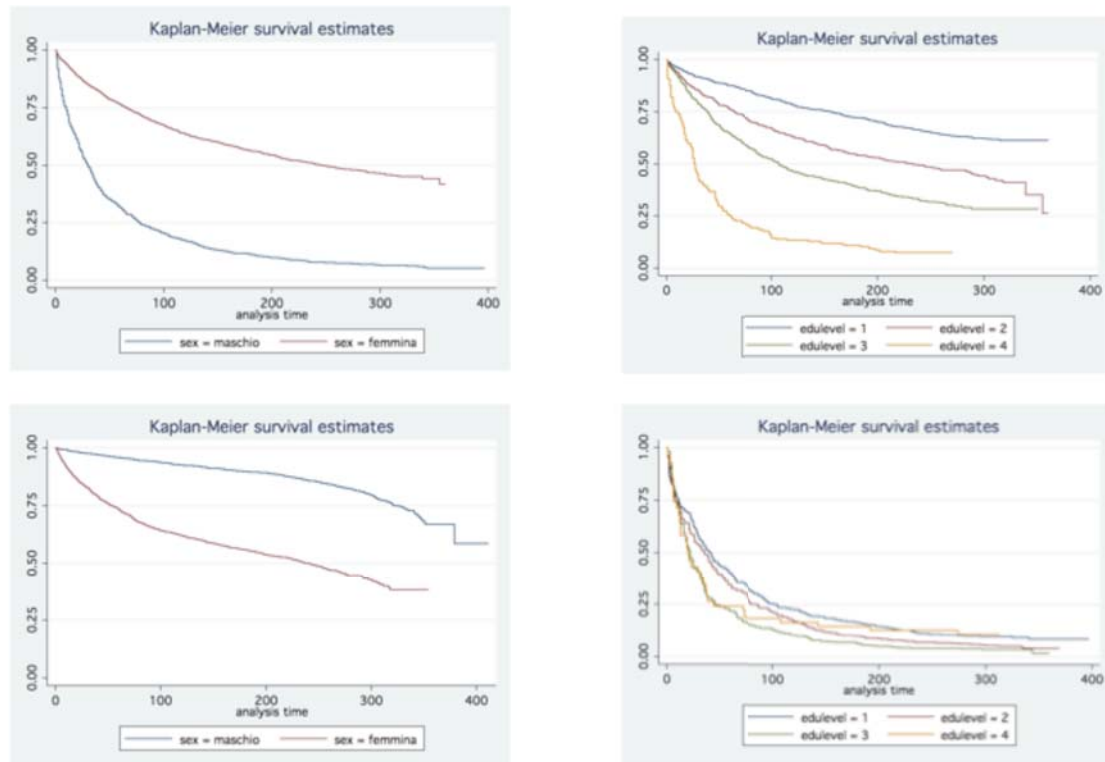 Kaplan-Meier survival estimates
1.00
0.75
0.50
0.25
0.00
0 100 200 300 400
analysis time
sex = maschio sex = femmina
Kaplan-Meier survival estimates
1.00
0.75
0.50
0.25
0.00
0 100 200 300 400
analysis time
edulevel = 1 edulevel = 2
edulevel = 3 edulevel = 4
Kaplan-Meier survival estimates
1.00
0.75
0.50
0.25
0.00
0 100 200 300 400
analysis time
sex = maschio sex = femmina
Kaplan-Meier survival estimates
1.00
0.75
0.50
0.25
0.00
0 100 200 300 400
analysis time
edulevel = 1 edulevel = 2
edulevel = 3 edulevel = 4